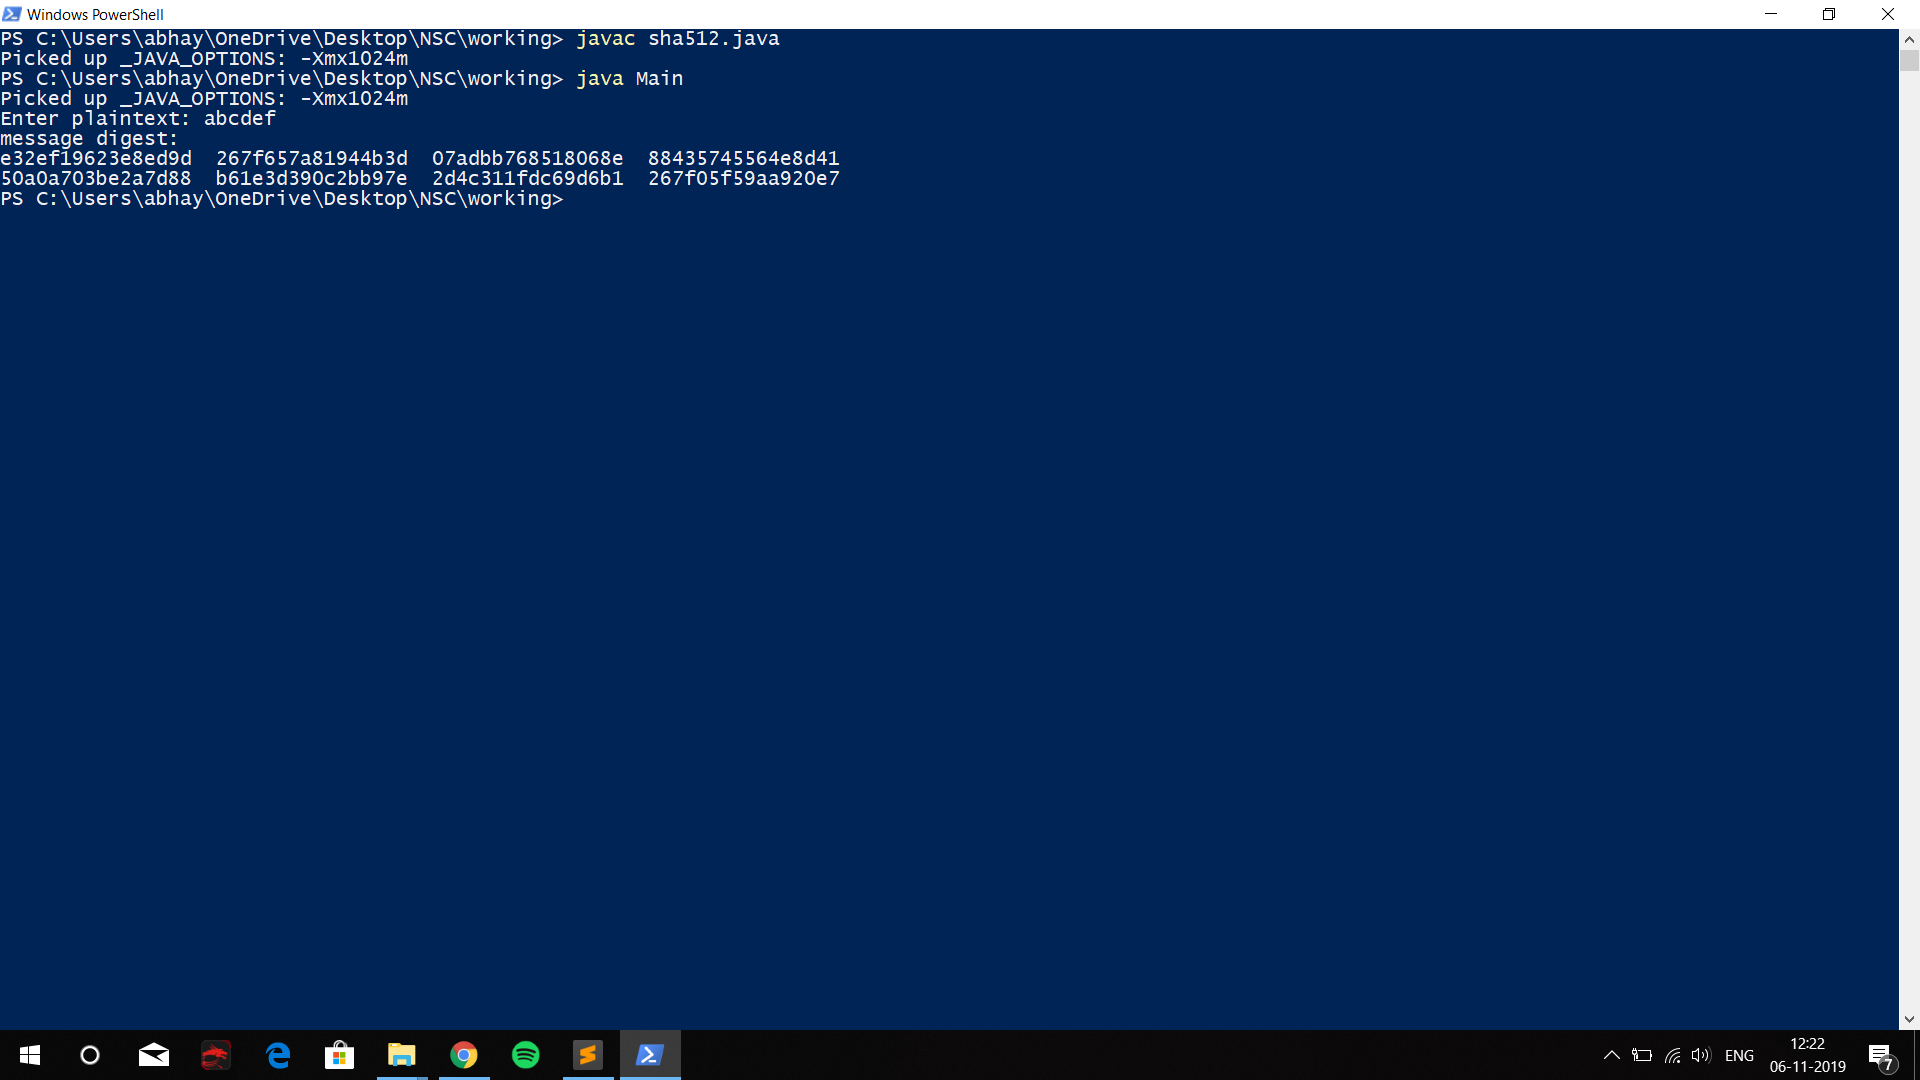 Windows PowerShell
PS C:\Users\abhay\OneDrive\Desktop\NSC\working> javac sha512.java
Picked up _JAVA_OPTIONS: -Xmx1024m
PS C:\Users\abhay\OneDrive\Desktop\NSC\working> java Main
Picked up _JAVA_OPTIONS: -Xmx1024m
Enter plaintext: abcdef
message digest:
e32ef19623e8ed9d  267f657a81944b3d  07adbb768518068e  88435745564e8d41
50a0a703be2a7d88  b61e3d390c2bb97e  2d4c311fdc69d6b1  267f05f59aa920e7
PS C:\Users\abhay\OneDrive\Desktop\NSC\working>
ENG
12:22
06-11-2019
7